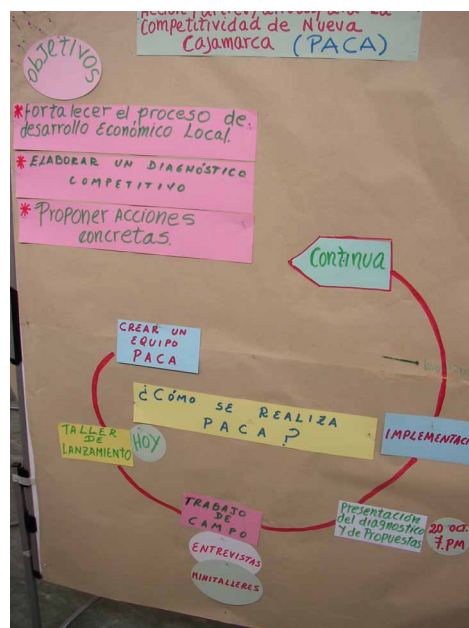 Competitividad de Nueva
Cajamarca (PACA)
Objetivos
*Fortalecer el proceso de
desarrollo Económico Local.
*ELABORAR UN DIAGNÓSTICO
COMPETITIVO
*Proponer Acciones
concretas.
Continua
CREAR UN
EQUIPO
PACA
¿CÓMO SE REALIZA
PACA?
TALLER
DE
LANZAMIENTO
HOY
IMPLEMENTACI
TRABAJO
DE
CAMPO
ENTREVISTAS
MINITALLERES
Presentación
del diagnostico
Y de Propuestas
20 OCT.
7.PM